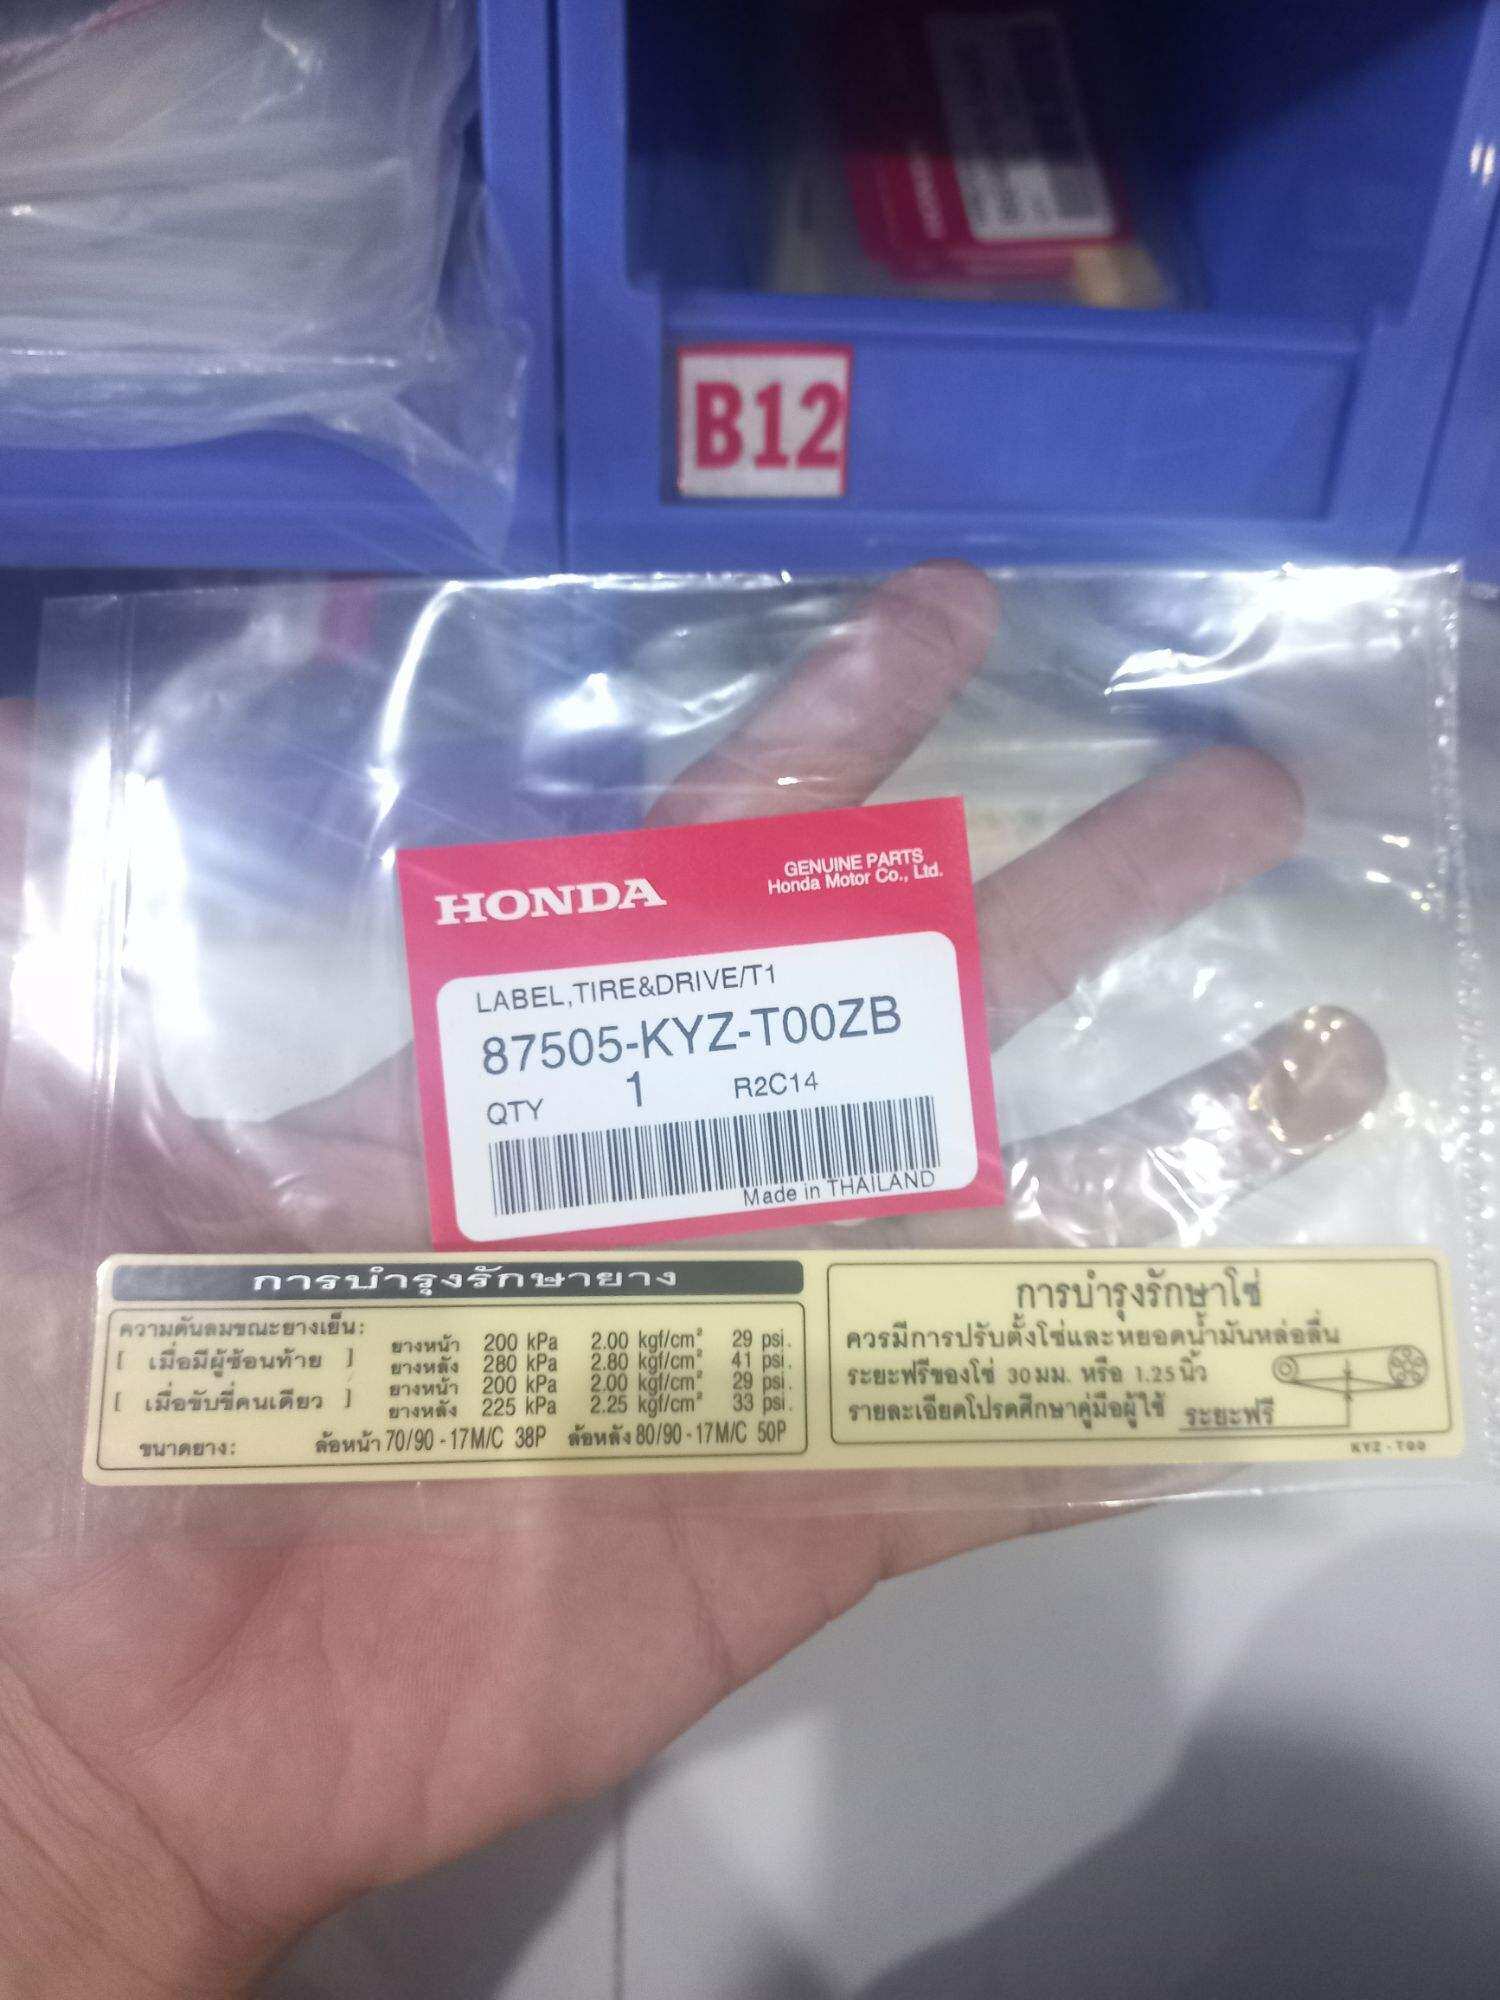 B12
HONDA
GENUINE PARTS
Honda Motor Co., Ltd.
LABEL,TIRE&DRIVE/T1
87505-KYZ-T00ZB
QTY 1 R2C14
Made in THAILAND
การบำรุงรักษายาง
ความดันลมขณะยางเย็น:
[ เมื่อมีผู้ซ้อนท้าย ] ยางหน้า 200 kPa 2.00 kgf/cm² 29 psi.
ยางหลัง 280 kPa 2.80 kgf/cm² 41 psi.
[ เมื่อขับขี่คนเดียว ] ยางหน้า 200 kPa 2.00 kgf/cm² 29 psi.
ยางหลัง 225 kPa 2.25 kgf/cm² 33 psi.
ขนาดยาง: ล้อหน้า 70/90 - 17M/C 38P ล้อหลัง 80/90 - 17M/C 50P
การบำรุงรักษาโซ่
ควรมีการปรับตั้งโซ่และหยอดน้ำมันหล่อลื่น
ระยะฟรีของโซ่ 30 มม. หรือ 1.25 นิ้ว
รายละเอียดโปรดศึกษาคู่มือผู้ใช้ ระยะฟรี
KYZ - T00